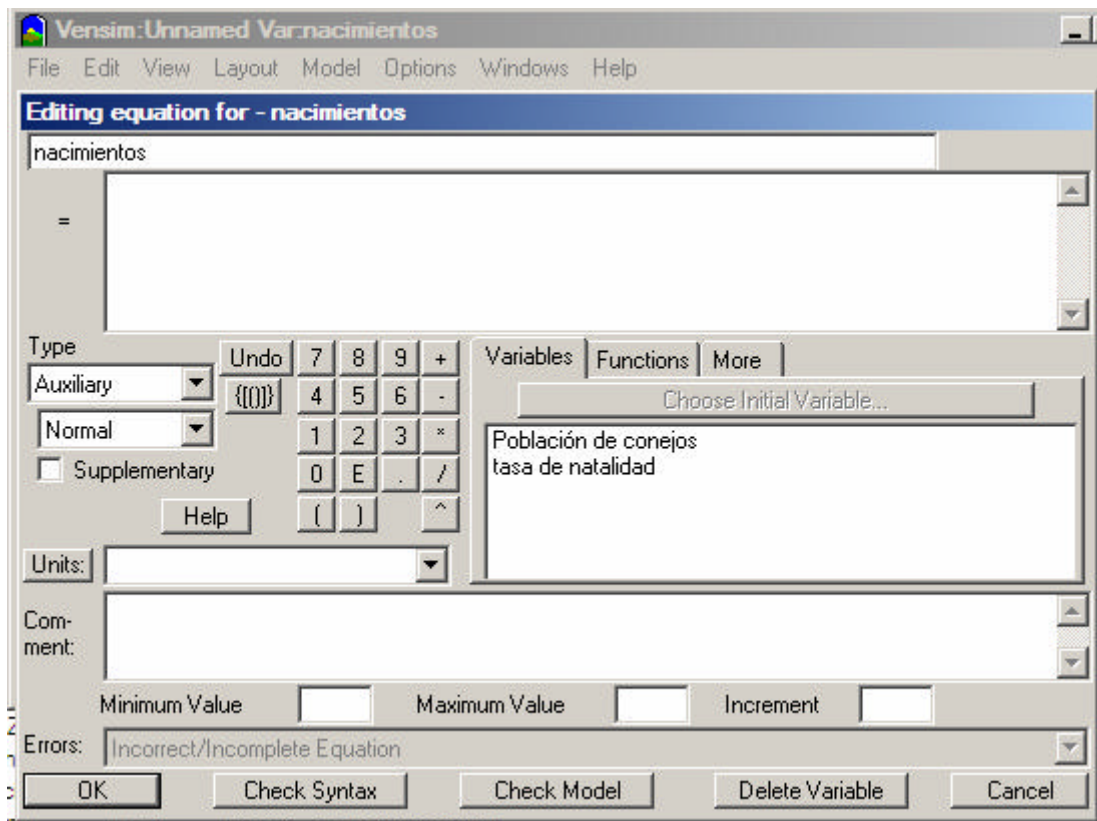 Vensim:Unnamed Var:nacimientos
File Edit View Layout Model Options Windows Help
Editing equation for - nacimientos
nacimientos
=
Type
Auxiliary
Normal
Supplementary
Help
Undo 7 8 9 +
{[()]} 4 5 6 -
1 2 3 *
0 E . /
( ) ^
Variables Functions More
Choose Initial Variable...
Población de conejos
tasa de natalidad
Units:
Com-
ment:
Minimum Value Maximum Value Increment
Errors: Incorrect/Incomplete Equation
OK Check Syntax Check Model Delete Variable Cancel